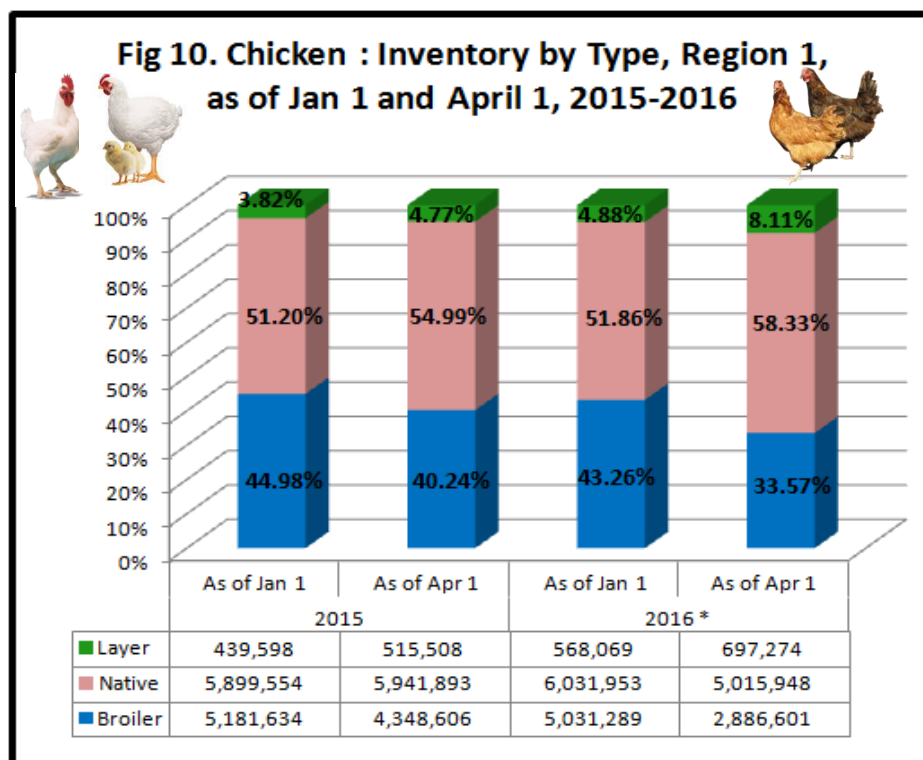 Fig 10. Chicken : Inventory by Type, Region 1,
as of Jan 1 and April 1, 2015-2016
3.82% 4.77% 4.88% 8.11%
51.20% 54.99% 51.86% 58.33%
44.98% 40.24% 43.26% 33.57%
100%
90%
80%
70%
60%
50%
40%
30%
20%
10%
0%
As of Jan 1 As of Apr 1 As of Jan 1 As of Apr 1
2015 2016 *
Layer 439,598 515,508 568,069 697,274
Native 5,899,554 5,941,893 6,031,953 5,015,948
Broiler 5,181,634 4,348,606 5,031,289 2,886,601